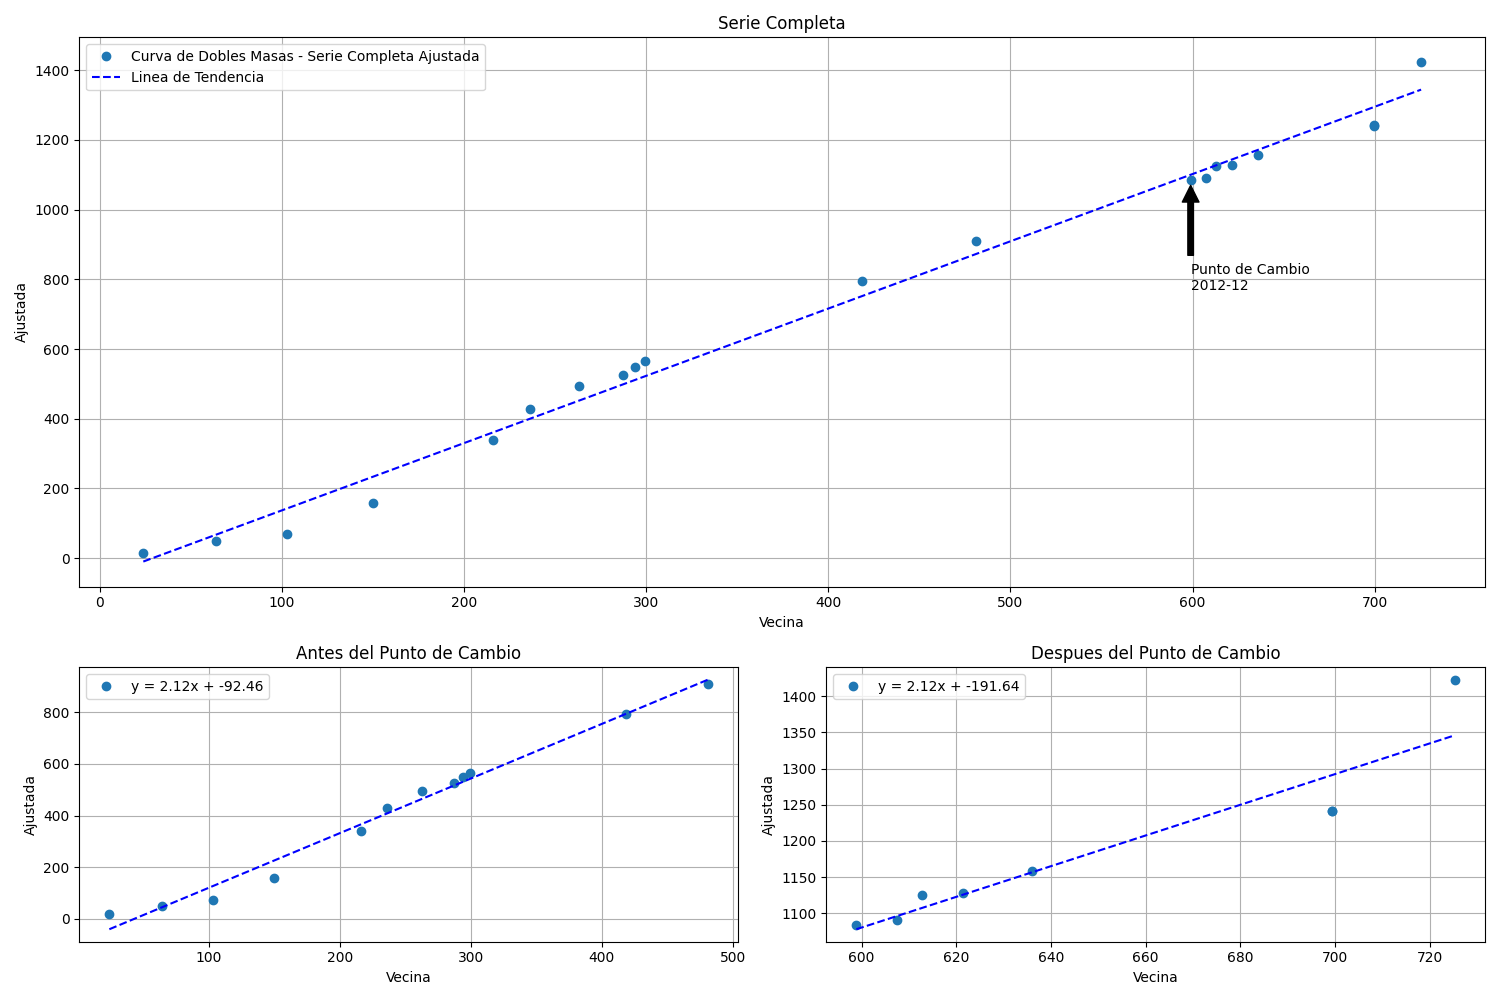 Serie Completa
Curva de Dobles Masas - Serie Completa Ajustada
Linea de Tendencia
1400
1200
1000
800
600
400
200
0
Ajustada
Punto de Cambio
2012-12
0 100 200 300 400 500 600 700
Vecina
Antes del Punto de Cambio
y = 2.12x + -92.46
800
600
400
200
0
Ajustada
100 200 300 400 500
Vecina
Despues del Punto de Cambio
y = 2.12x + -191.64
1400
1350
1300
1250
1200
1150
1100
Ajustada
600 620 640 660 680 700 720
Vecina